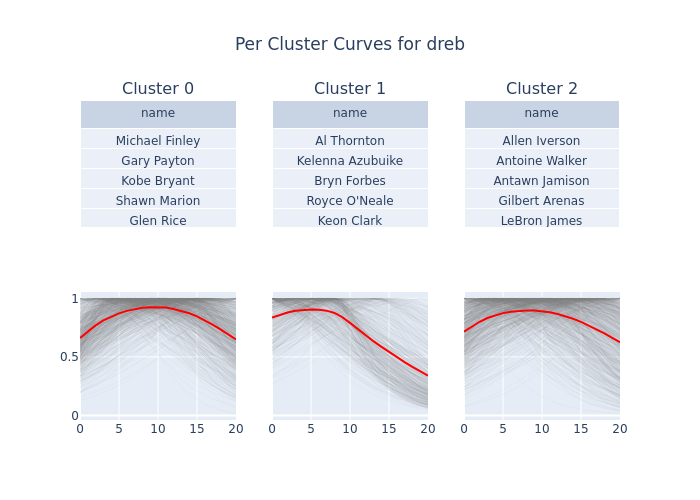 Per Cluster Curves for dreb
Cluster 0
Cluster 1
Cluster 2
name
name
name
Michael Finley
Al Thornton
Allen Iverson
Gary Payton
Kelenna Azubuike
Antoine Walker
Kobe Bryant
Bryn Forbes
Antawn Jamison
Shawn Marion
Royce O'Neale
Gilbert Arenas
Glen Rice
Keon Clark
LeBron James
1
0.5
0
0 5 10 15 20
0 5 10 15 20
0 5 10 15 20